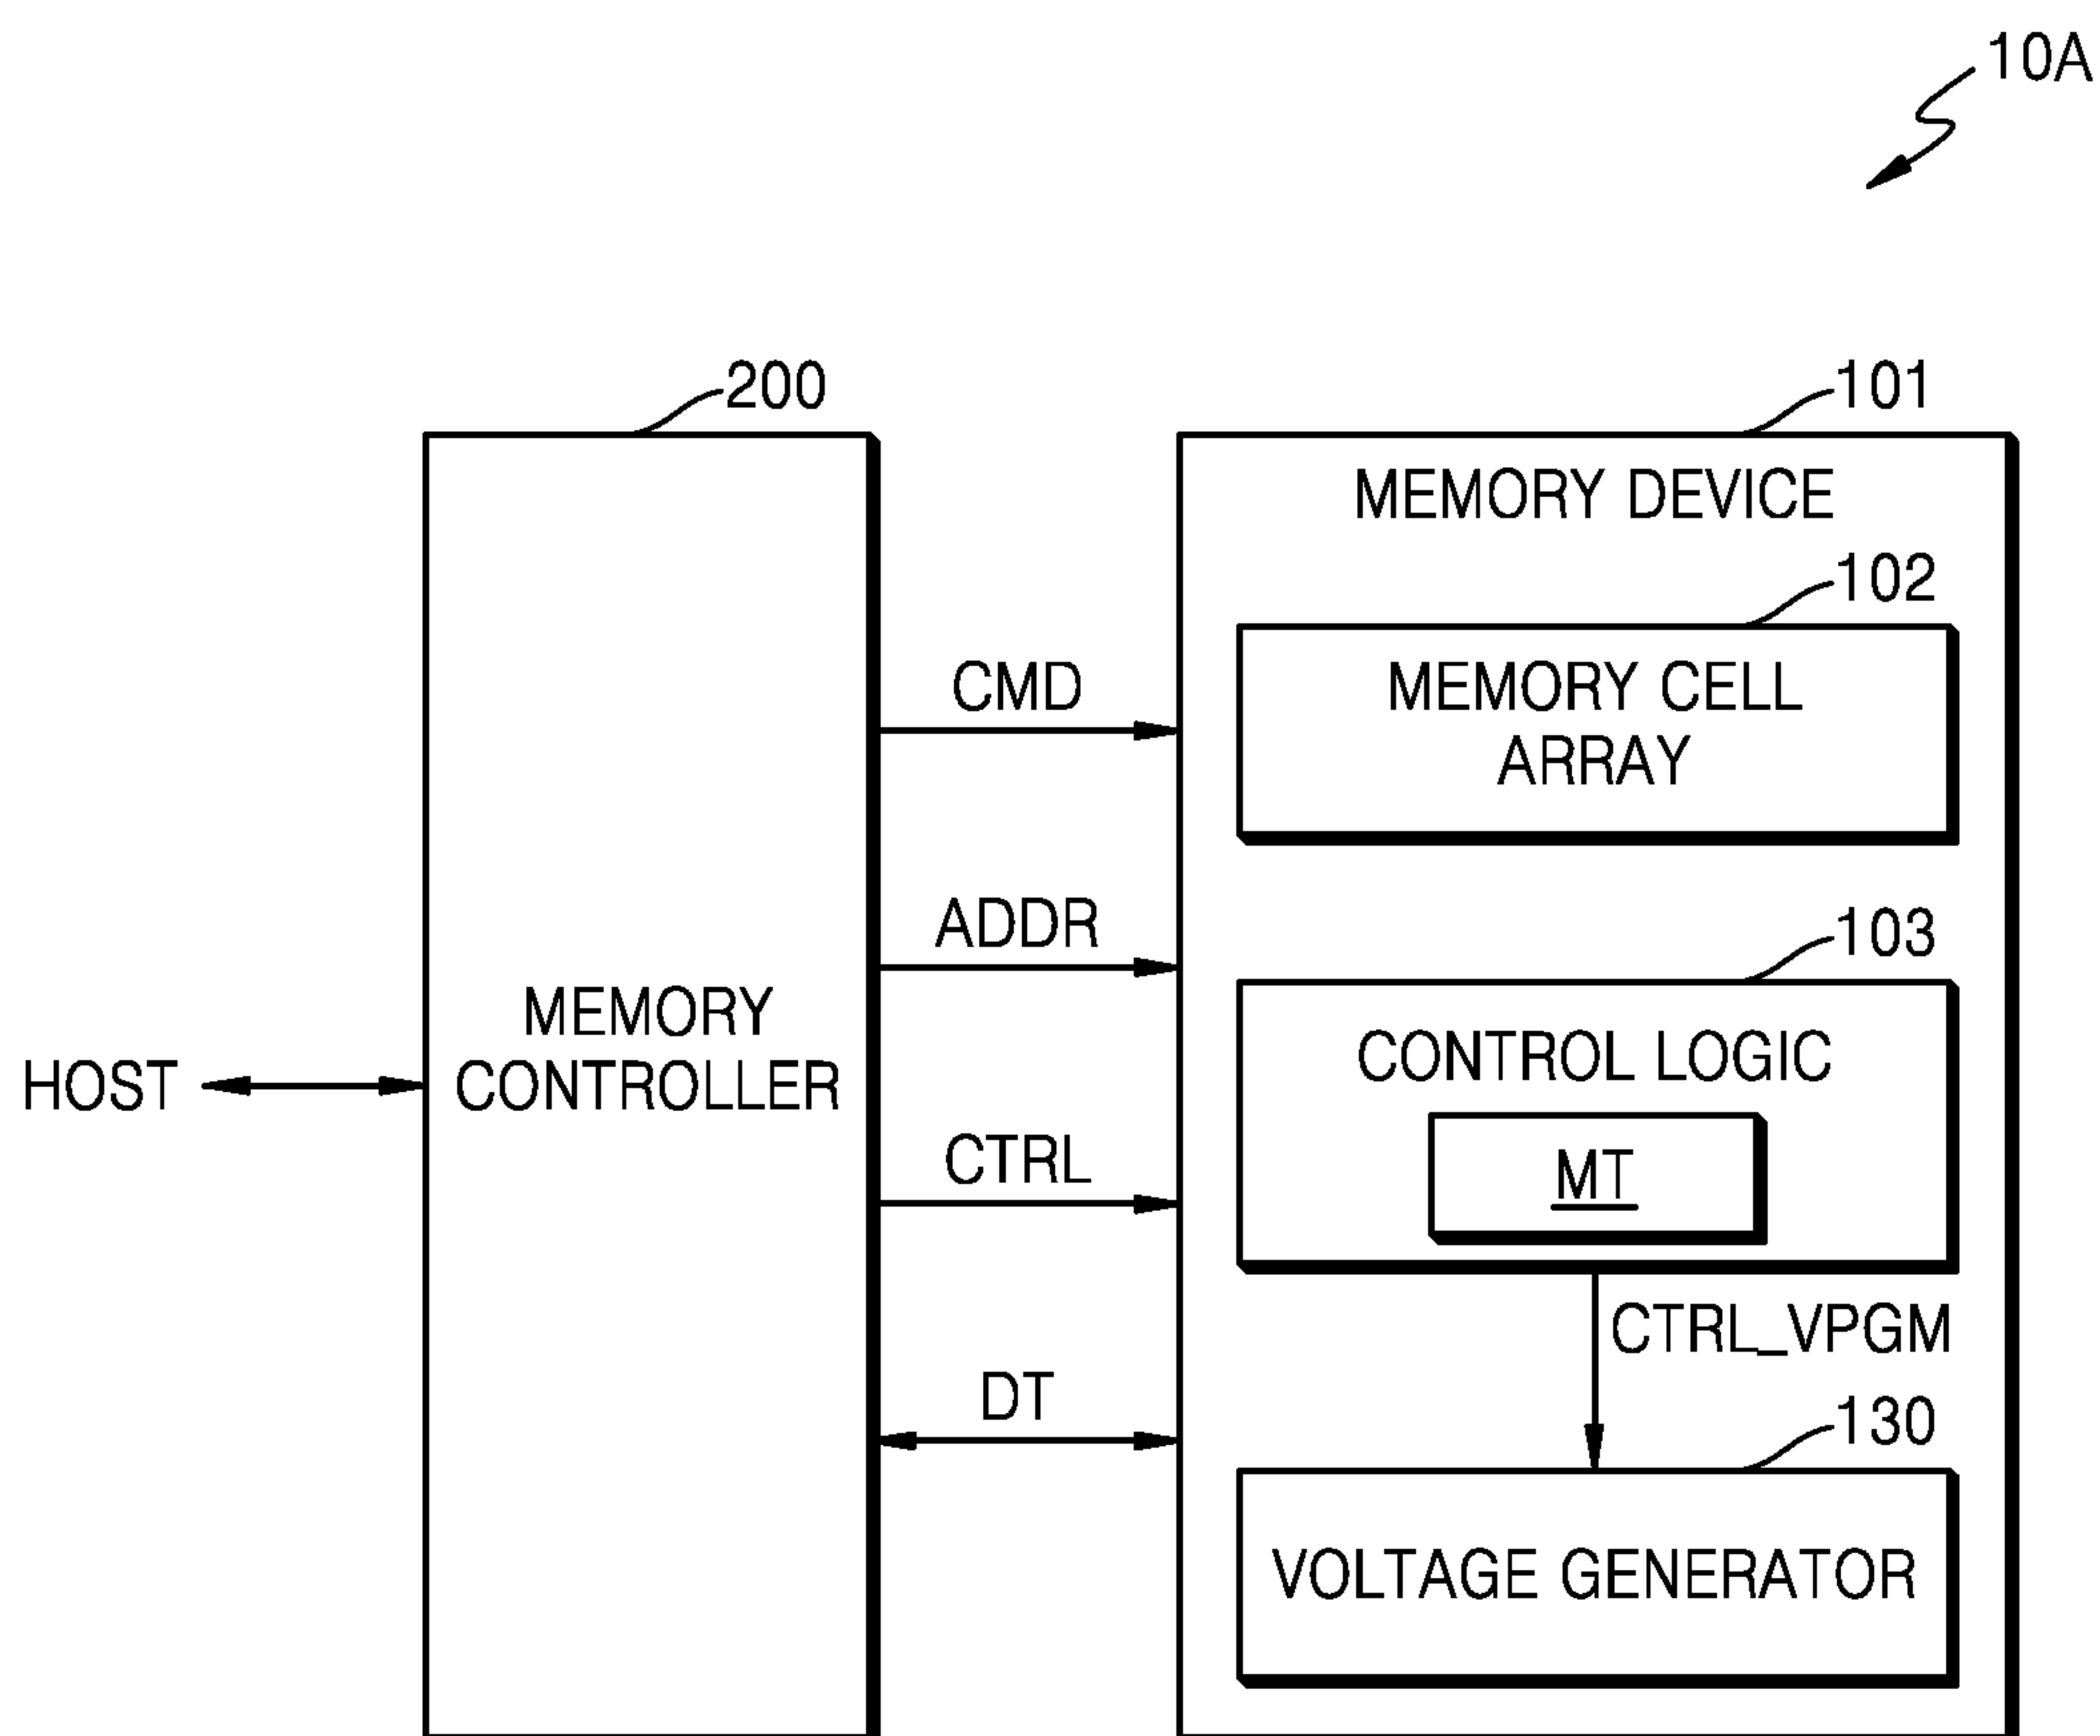 10A
200
101
MEMORY DEVICE
102
MEMORY CELL
ARRAY
CMD
ADDR
103
CONTROL LOGIC
MT
MEMORY
CONTROLLER
HOST
CTRL
CTRL_VPGM
DT
130
VOLTAGE GENERATOR